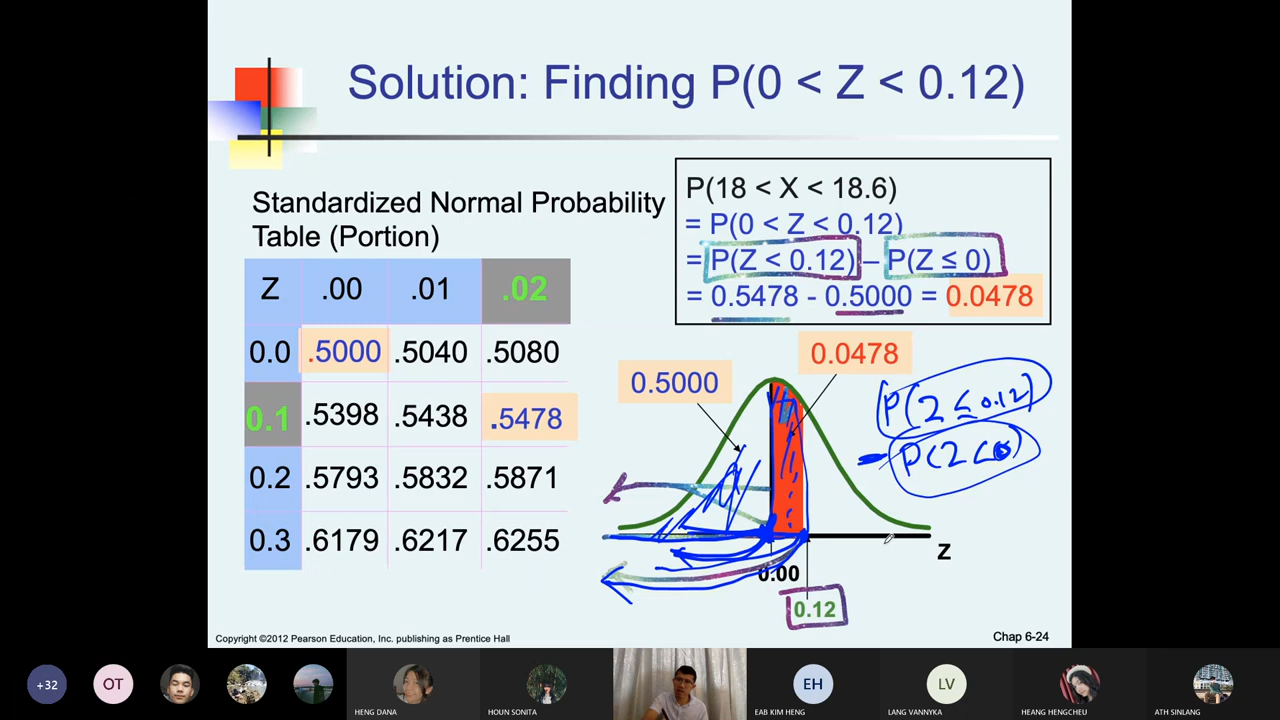 Solution: Finding P(0 < Z < 0.12)
Standardized Normal Probability
Table (Portion)
Z .00 .01 .02
0.0 .5000 .5040 .5080
0.1 .5398 .5438 .5478
0.2 .5793 .5832 .5871
0.3 .6179 .6217 .6255
P(18 < X < 18.6)
= P(0 < Z < 0.12)
= P(Z < 0.12) – P(Z ≤ 0)
= 0.5478 - 0.5000 = 0.0478
0.0478
0.5000
P(Z ≤ 0.12)
- P(Z < 0)
Z
0.00
0.12
Copyright ©2012 Pearson Education, Inc. publishing as Prentice Hall
Chap 6-24
+32
OT
HENG DANA
HOUN SONITA
EH
EAB KIM HENG
LV
LANG VANNYKA
HEANG HENGCHEU
ATH SINLANG